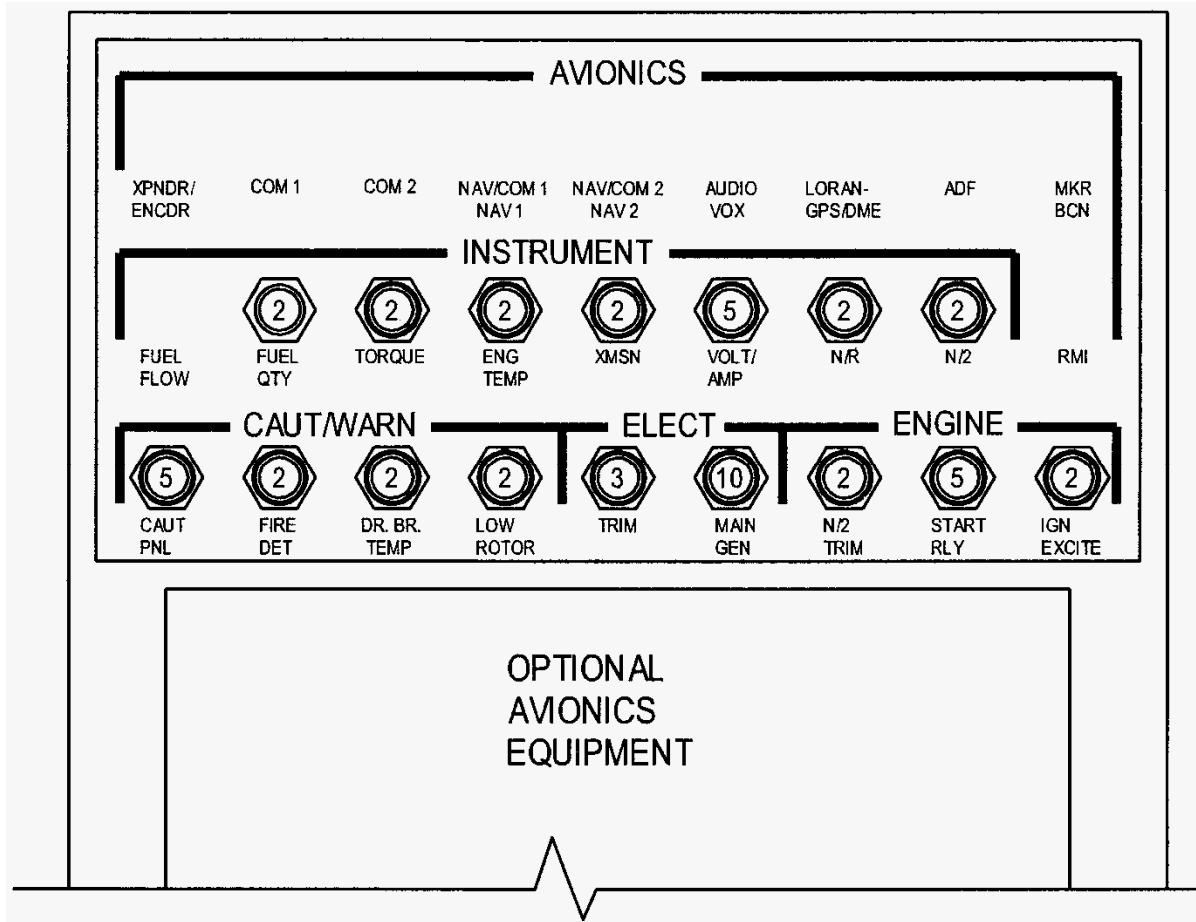 AVIONICS
XPNDR/ COM 1 COM 2 NAV/COM 1 NAV/COM 2 AUDIO LORAN- ADF MKR
ENCDR NAV 1 NAV 2 VOX GPS/DME BCN
INSTRUMENT
2 2 2 2 5 2 2
FUEL FUEL TORQUE ENG XMSN VOLT/ N/R N/2 RMI
FLOW QTY TEMP AMP
CAUT/WARN ELECT ENGINE
5 2 2 2 3 10 2 5 2
CAUT FIRE DR. BR. LOW TRIM MAIN N/2 START IGN
PNL DET TEMP ROTOR GEN TRIM RLY EXCITE
OPTIONAL
AVIONICS
EQUIPMENT